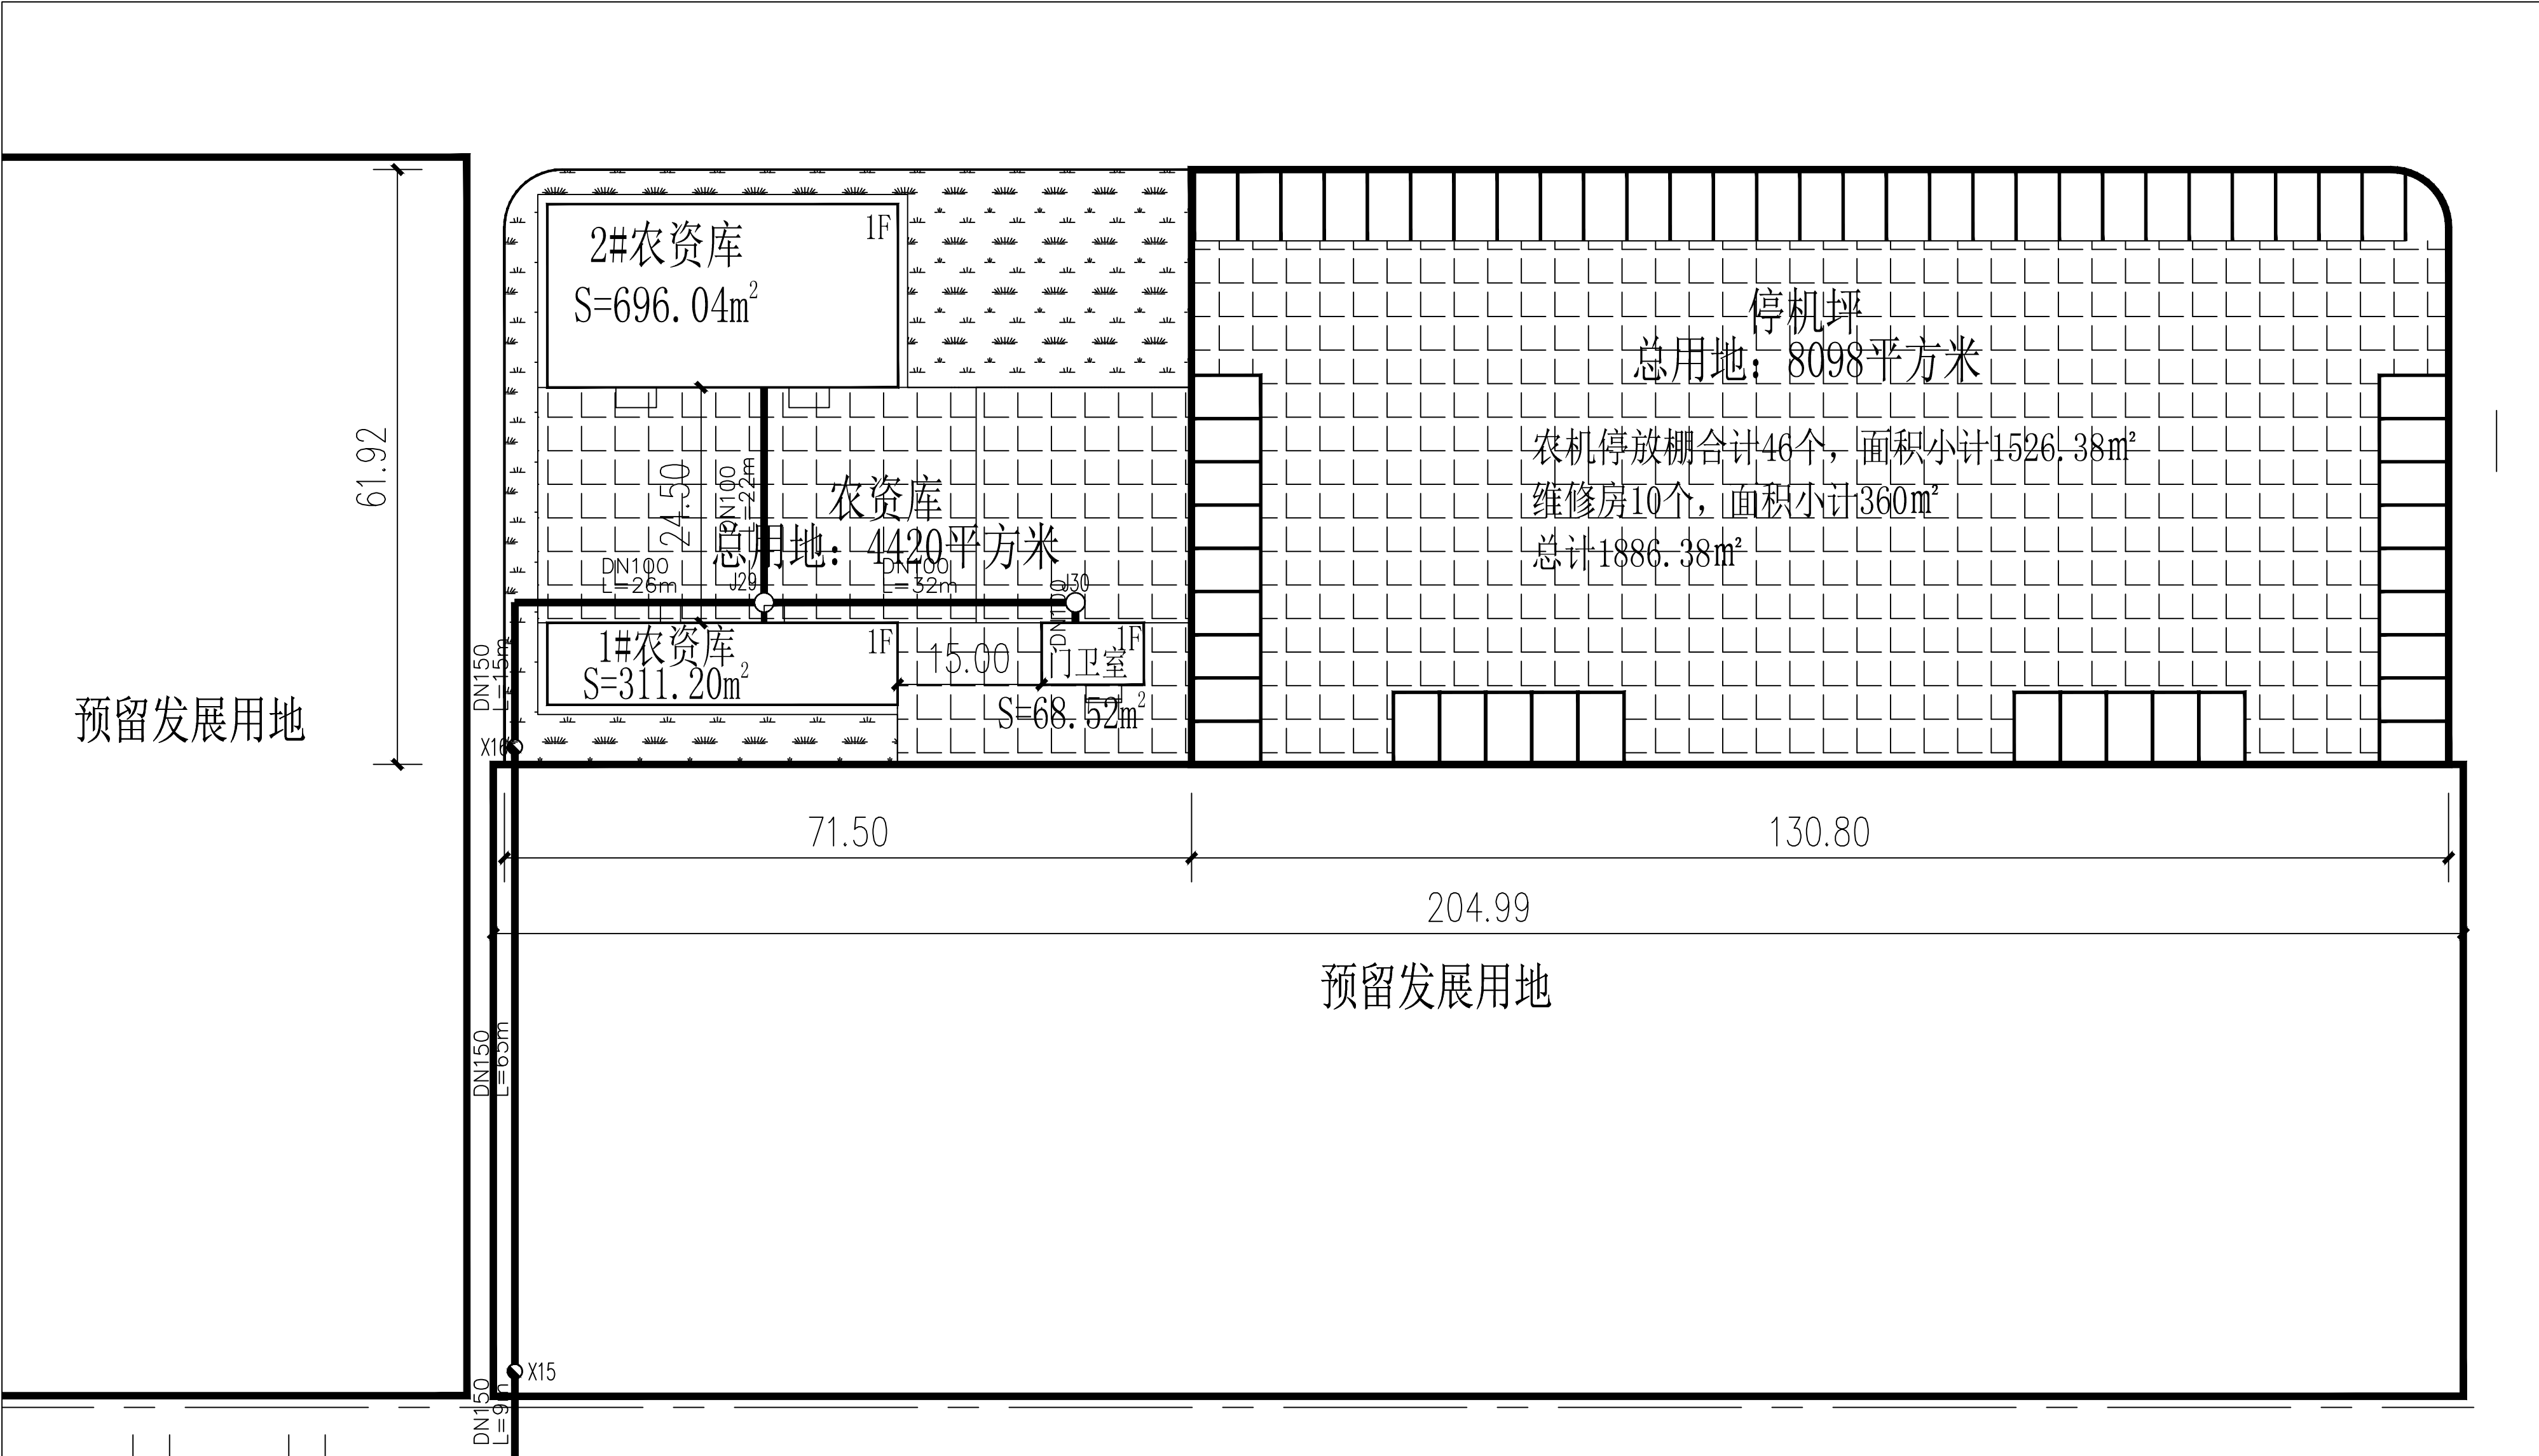 2#农资库
1F
S=696.04m²
停机坪
总用地：8098平方米
农机停放棚合计46个，面积小计1526.38㎡
维修房10个，面积小计360㎡
总计1886.38㎡
61.92
24.50
DN100
L=22m
农资库
总用地：4420平方米
DN100
L=26m
J29
DN100
L=32m
J30
DN100
1#农资库
1F
S=311.20m²
15.00
1F
门卫室
S=68.52m²
DN150
L=15m
X16
预留发展用地
71.50
130.80
204.99
预留发展用地
DN150
L=65m
X15
DN150
L=9m